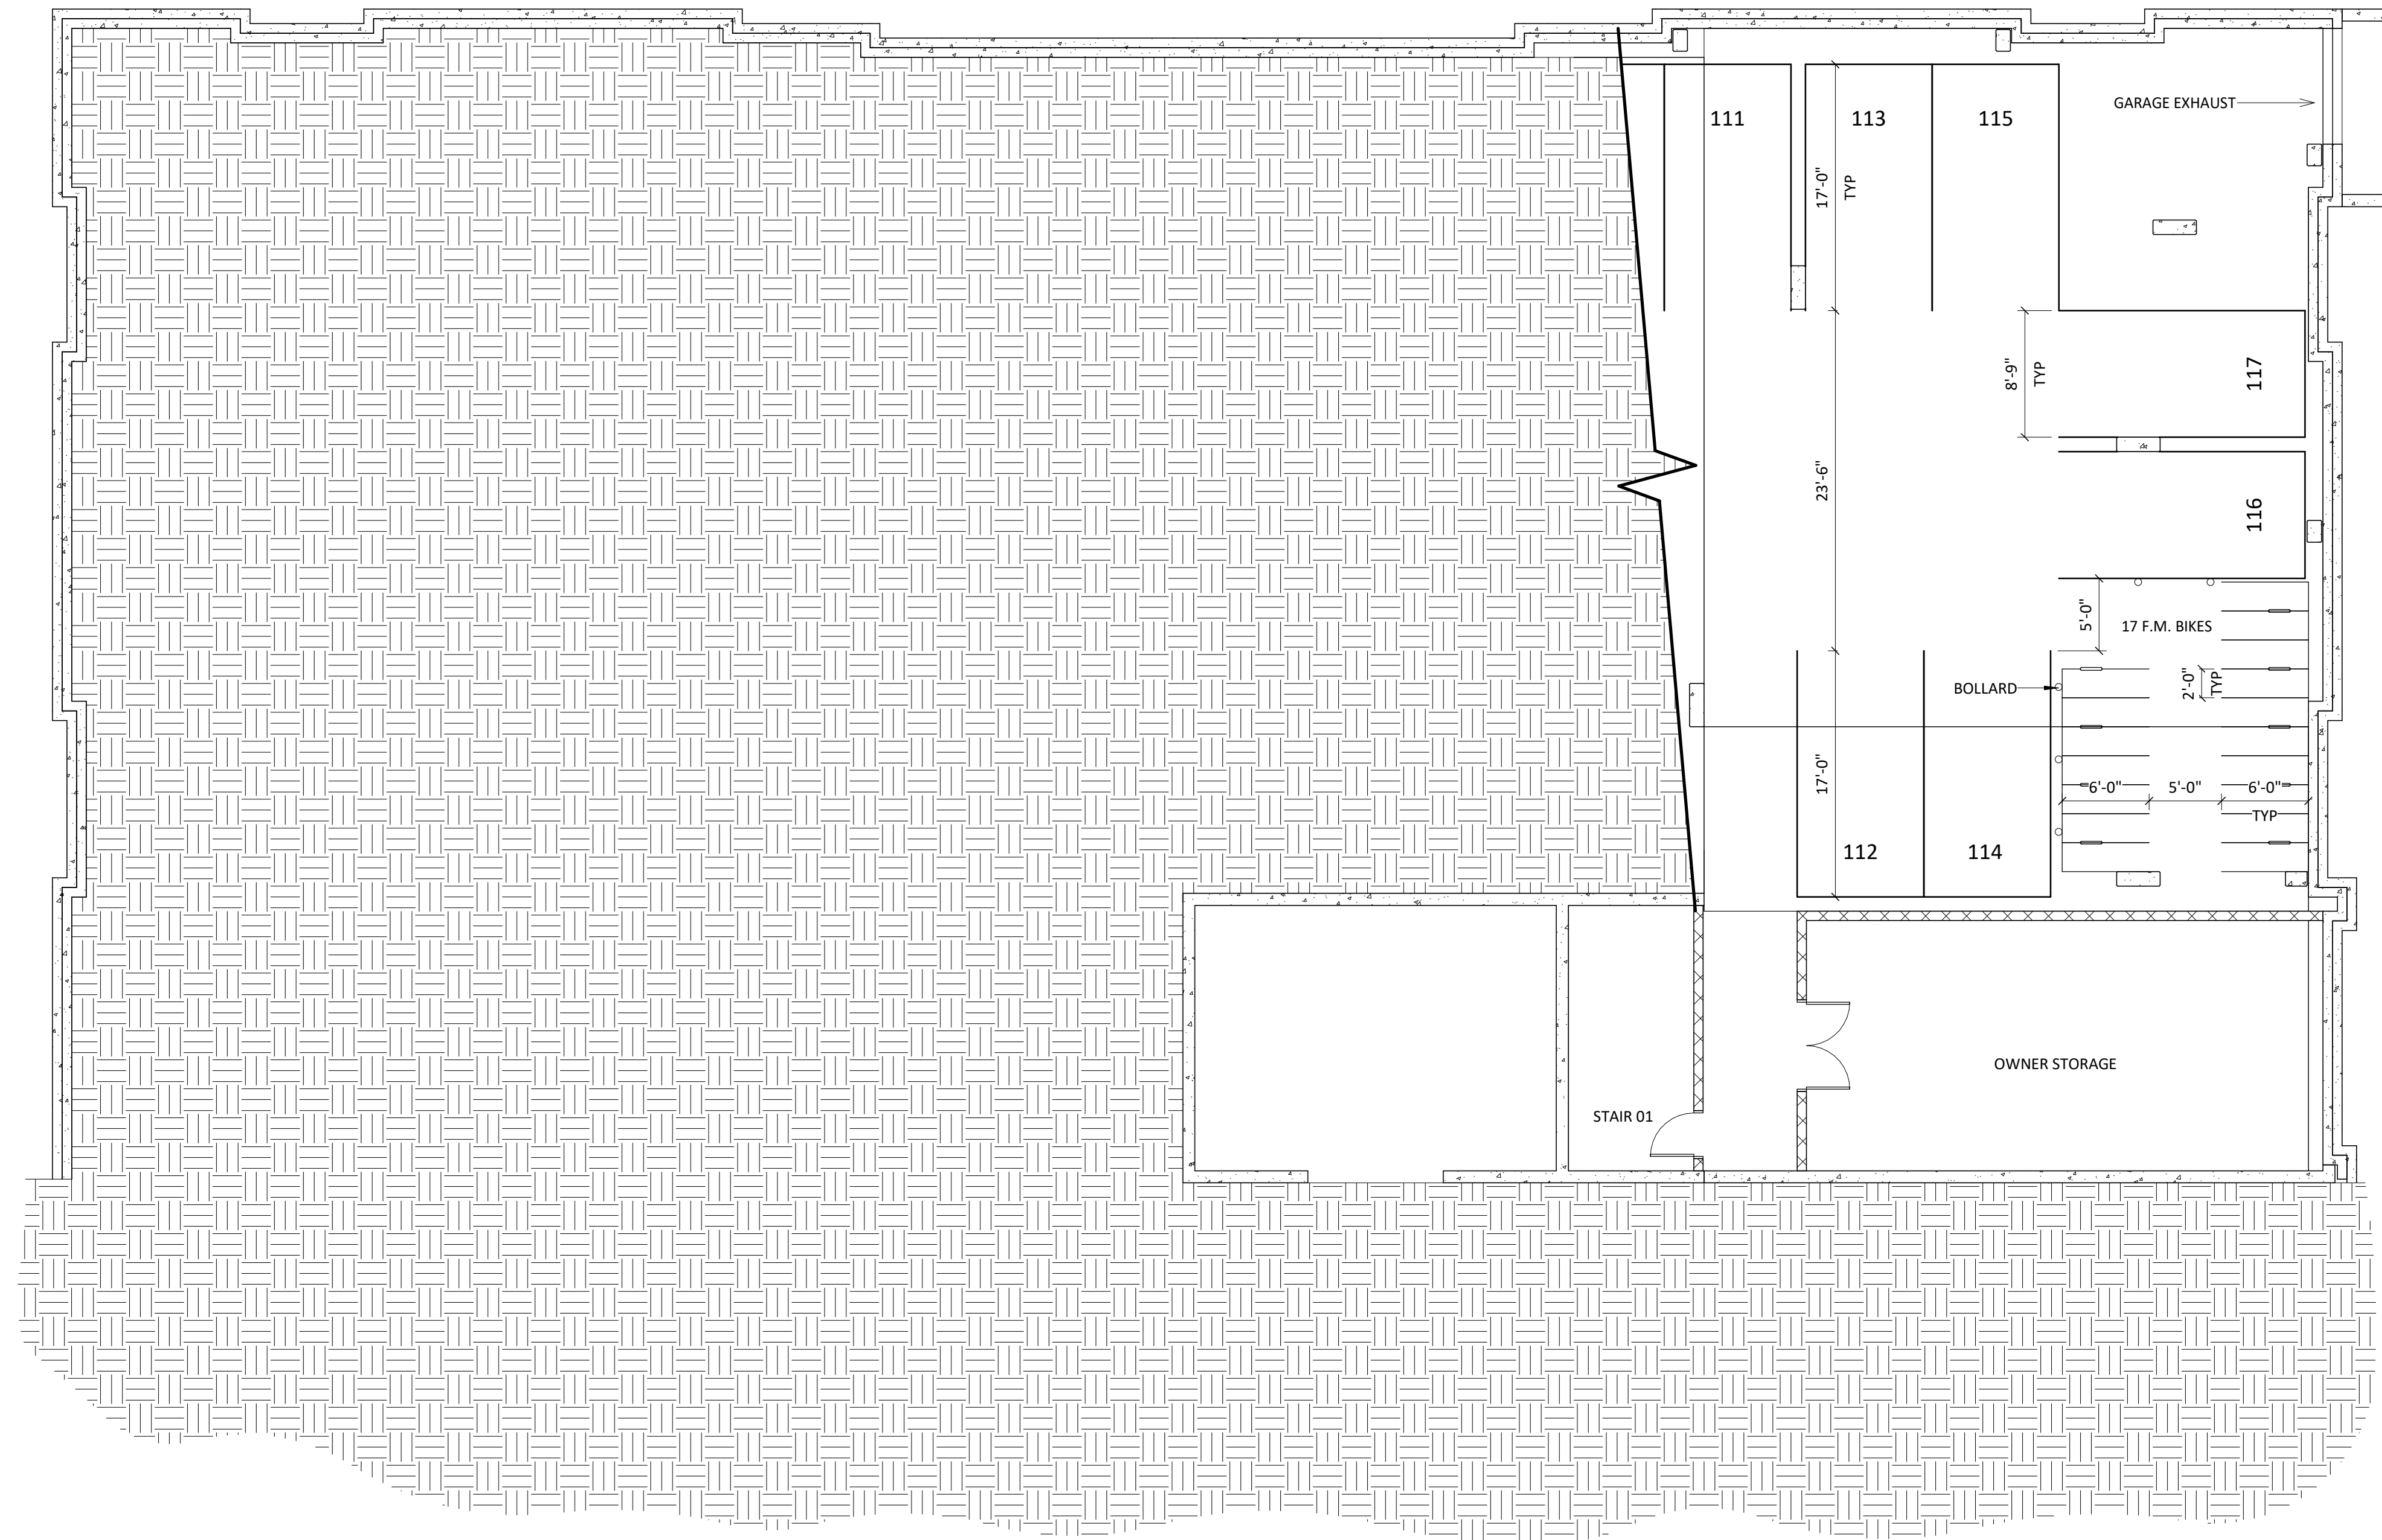 GARAGE EXHAUST
111
113
115
17'-0"
TYP
8'-9"
TYP
117
23'-6"
116
5'-0"
17 F.M. BIKES
BOLLARD
2'-0"
TYP
17'-0"
6'-0"
5'-0"
6'-0"
TYP
112
114
OWNER STORAGE
STAIR 01